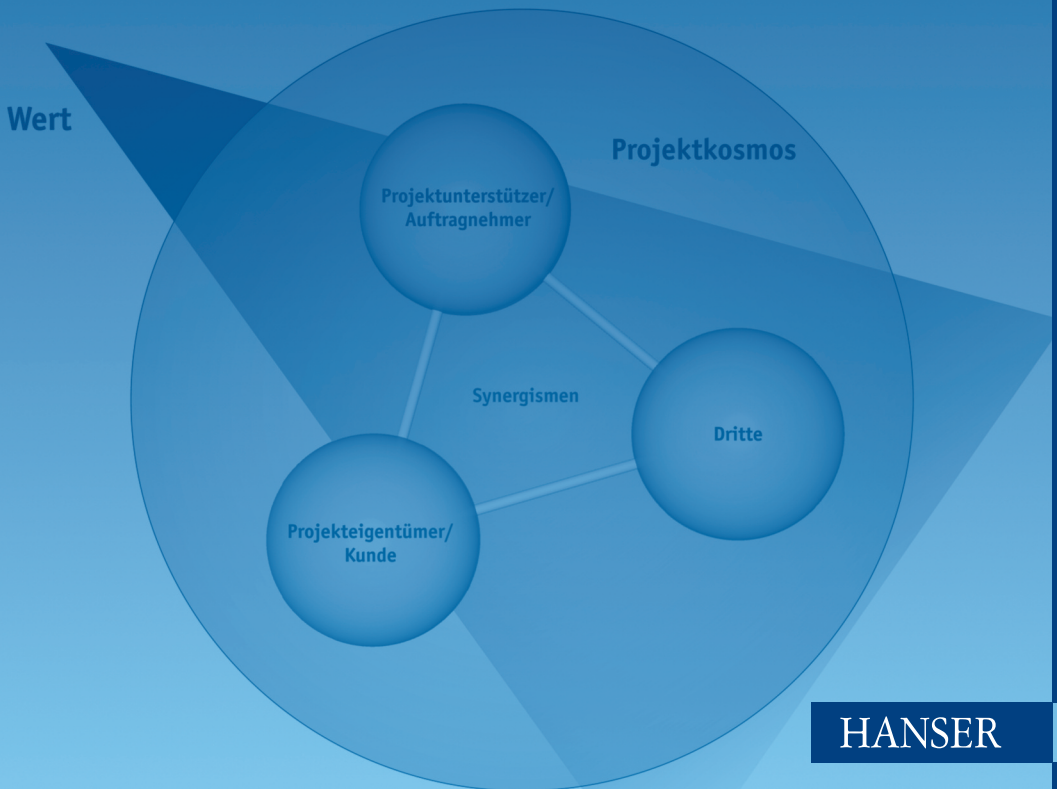 Wert
Projektkosmos
Projektunterstützer/
Auftragnehmer
Synergismen
Dritte
Projekteigentümer/
Kunde
HANSER